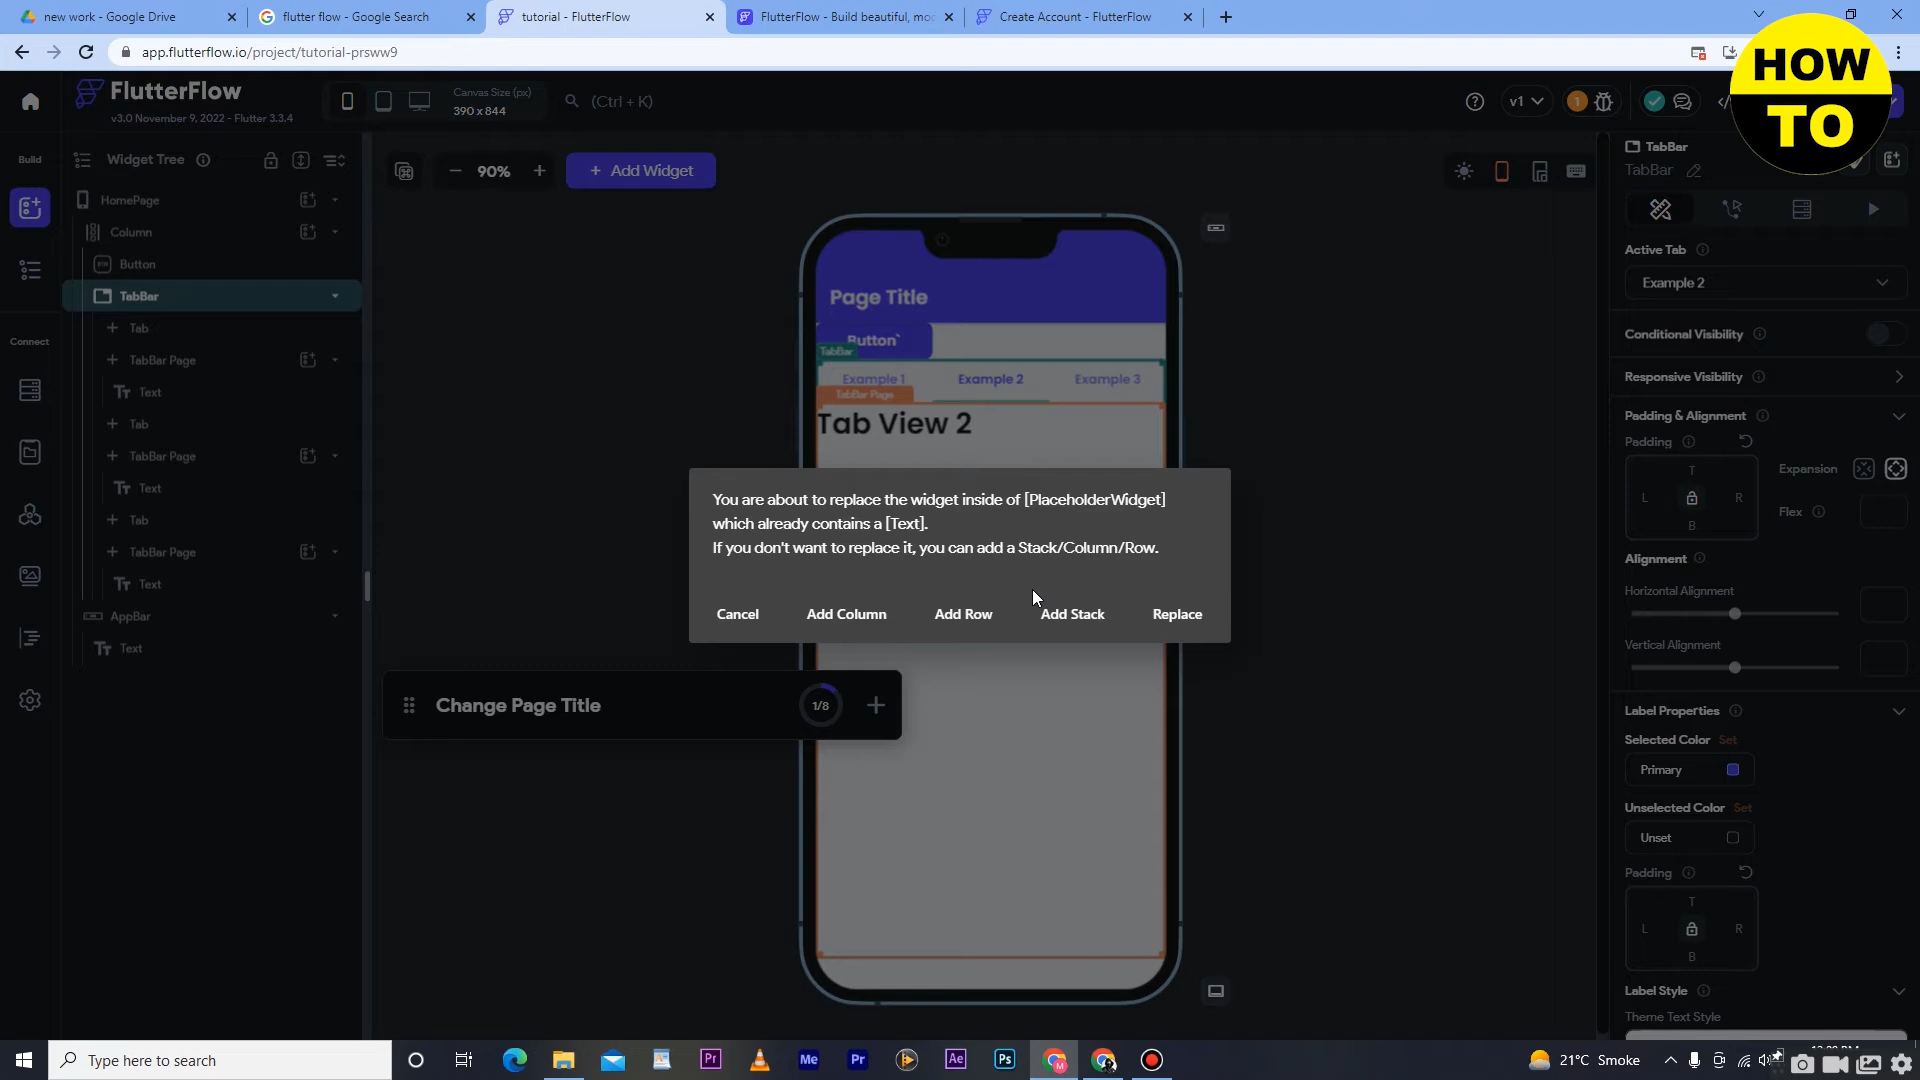 new work - Google Drive
flutter flow - Google Search
tutorial - FlutterFlow
FlutterFlow - Build beautiful, mo
Create Account - FlutterFlow
app.flutterflow.io/project/tutorial-prsww9
HOW
TO
FlutterFlow
v3.0 November 9, 2022 - Flutter 3.3.4
Canvas Size (px)
390 x 844
(Ctrl + K)
v1
1
Build
Widget Tree
90%
+ Add Widget
TabBar
TabBar
HomePage
Column
Button
TabBar
Tab
TabBar Page
Text
Tab
TabBar Page
Text
Tab
TabBar Page
Text
AppBar
Text
Connect
Page Title
Button`
TabBar
Example 1
Example 2
Example 3
TabBar Page
Tab View 2
You are about to replace the widget inside of [PlaceholderWidget]
which already contains a [Text].
If you don't want to replace it, you can add a Stack/Column/Row.
Cancel
Add Column
Add Row
Add Stack
Replace
Change Page Title
1/8
Active Tab
Example 2
Conditional Visibility
Responsive Visibility
Padding & Alignment
Padding
Expansion
T
L
R
B
Flex
Alignment
Horizontal Alignment
Vertical Alignment
Label Properties
Selected Color Set
Primary
Unselected Color Set
Unset
Padding
T
L
R
B
Label Style
Theme Text Style
Type here to search
Pr
Me
Pr
Ae
Ps
M
21°C Smoke